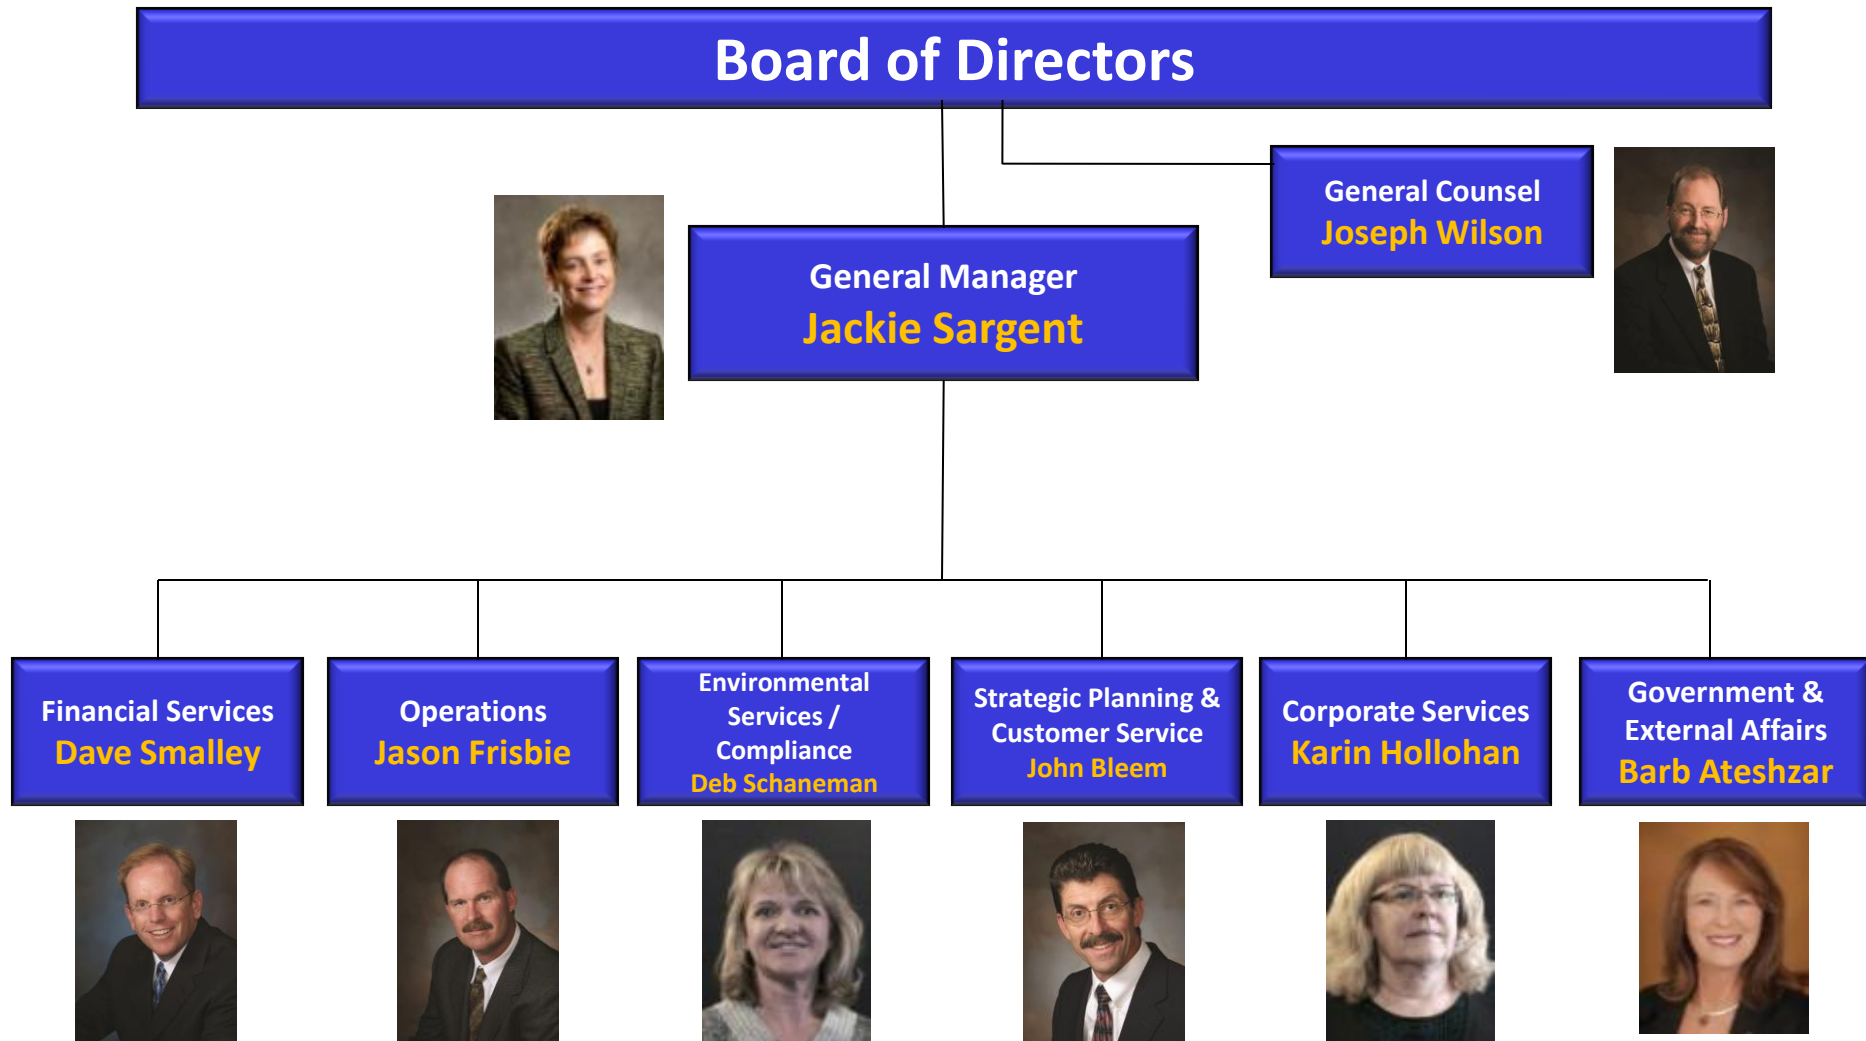 Board of Directors
General Counsel
Joseph Wilson
General Manager
Jackie Sargent
Financial Services
Dave Smalley
Operations
Jason Frisbie
Environmental
Services /
Compliance
Deb Schaneman
Strategic Planning &
Customer Service
John Bleem
Corporate Services
Karin Hollohan
Government &
External Affairs
Barb Ateshzar